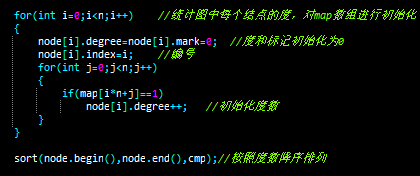 for(int i=0;i<n;i++)    //统计图中每个结点的度，对map数组进行初始化
{
    node[i].degree=node[i].mark=0;  //度和标记初始化为0
    node[i].index=i;    //编号
    for(int j=0;j<n;j++)
    {
        if(map[i*n+j]==1)
            node[i].degree++;   //初始化度数
    }
}
sort(node.begin(),node.end(),cmp);//按照度数降序排列